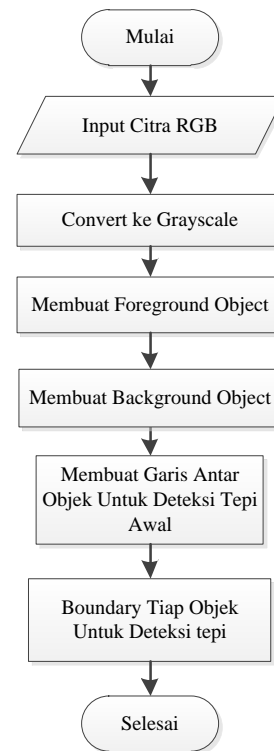 Mulai
Input Citra RGB
Convert ke Grayscale
Membuat Foreground Object
Membuat Background Object
Membuat Garis Antar
Objek Untuk Deteksi Tepi
Awal
Boundary Tiap Objek
Untuk Deteksi tepi
Selesai